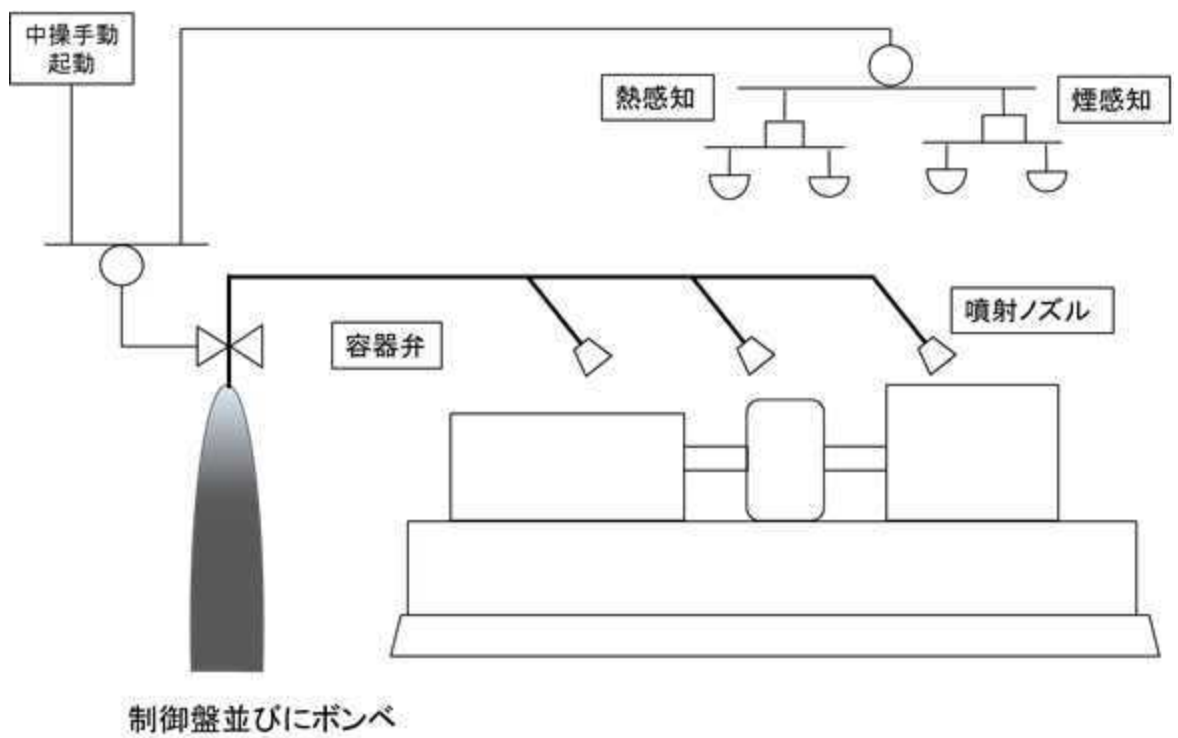 中操手動
起動
熱感知
煙感知
噴射ノズル
容器弁
制御盤並びにボンベ